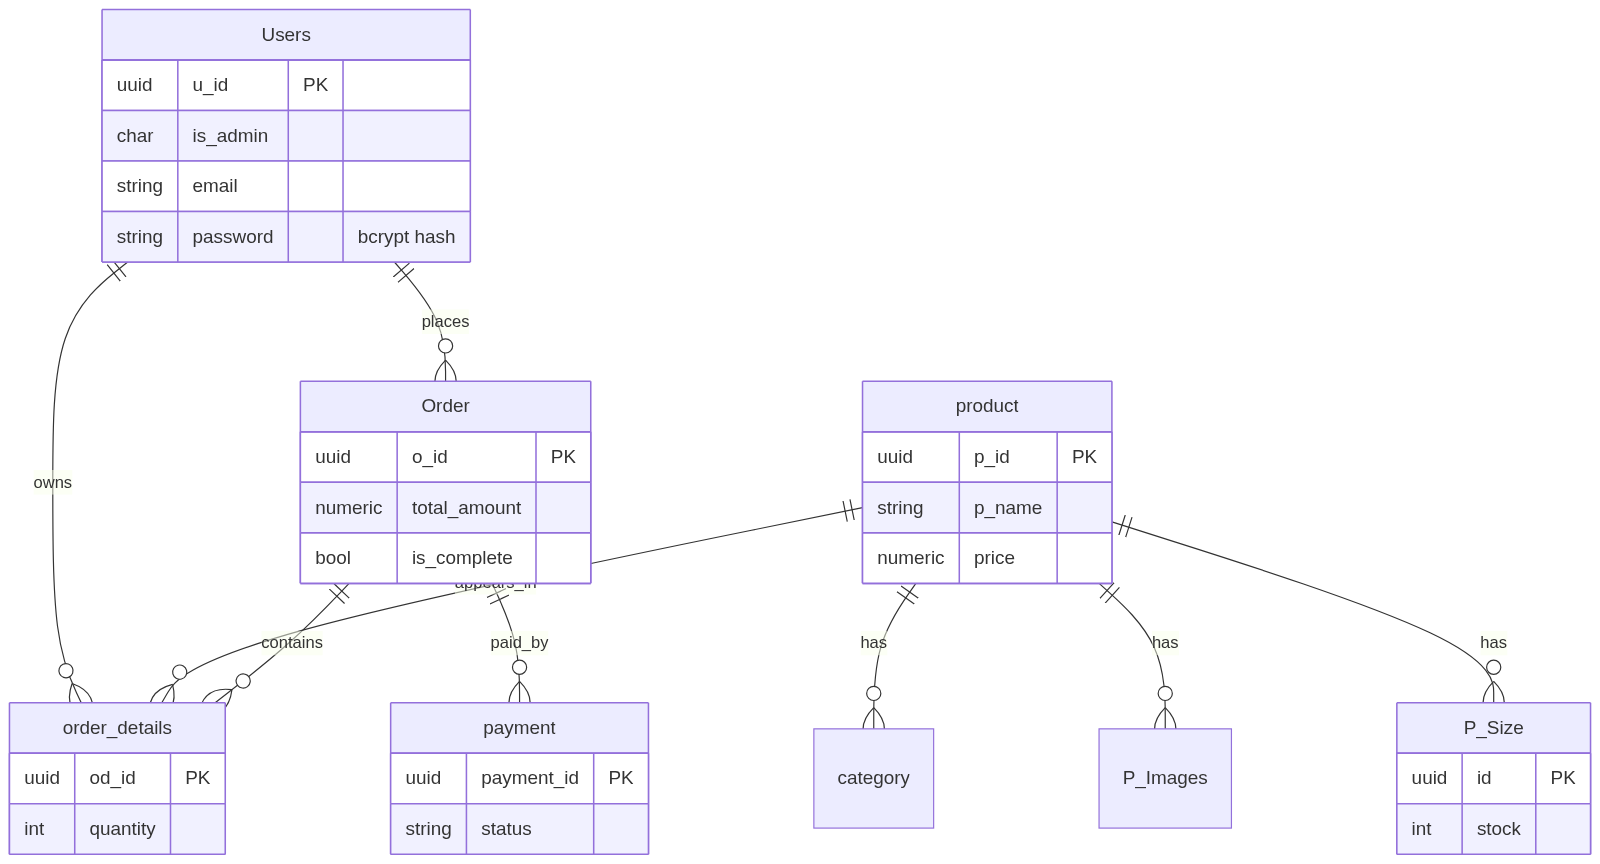 Users
uuid u_id PK
char is_admin
string email
string password bcrypt hash
places
Order
uuid o_id PK
numeric total_amount
bool is_complete
product
uuid p_id PK
string p_name
numeric price
owns
appears_in
contains
paid_by
has
has
has
order_details
uuid od_id PK
int quantity
payment
uuid payment_id PK
string status
category
P_Images
P_Size
uuid id PK
int stock